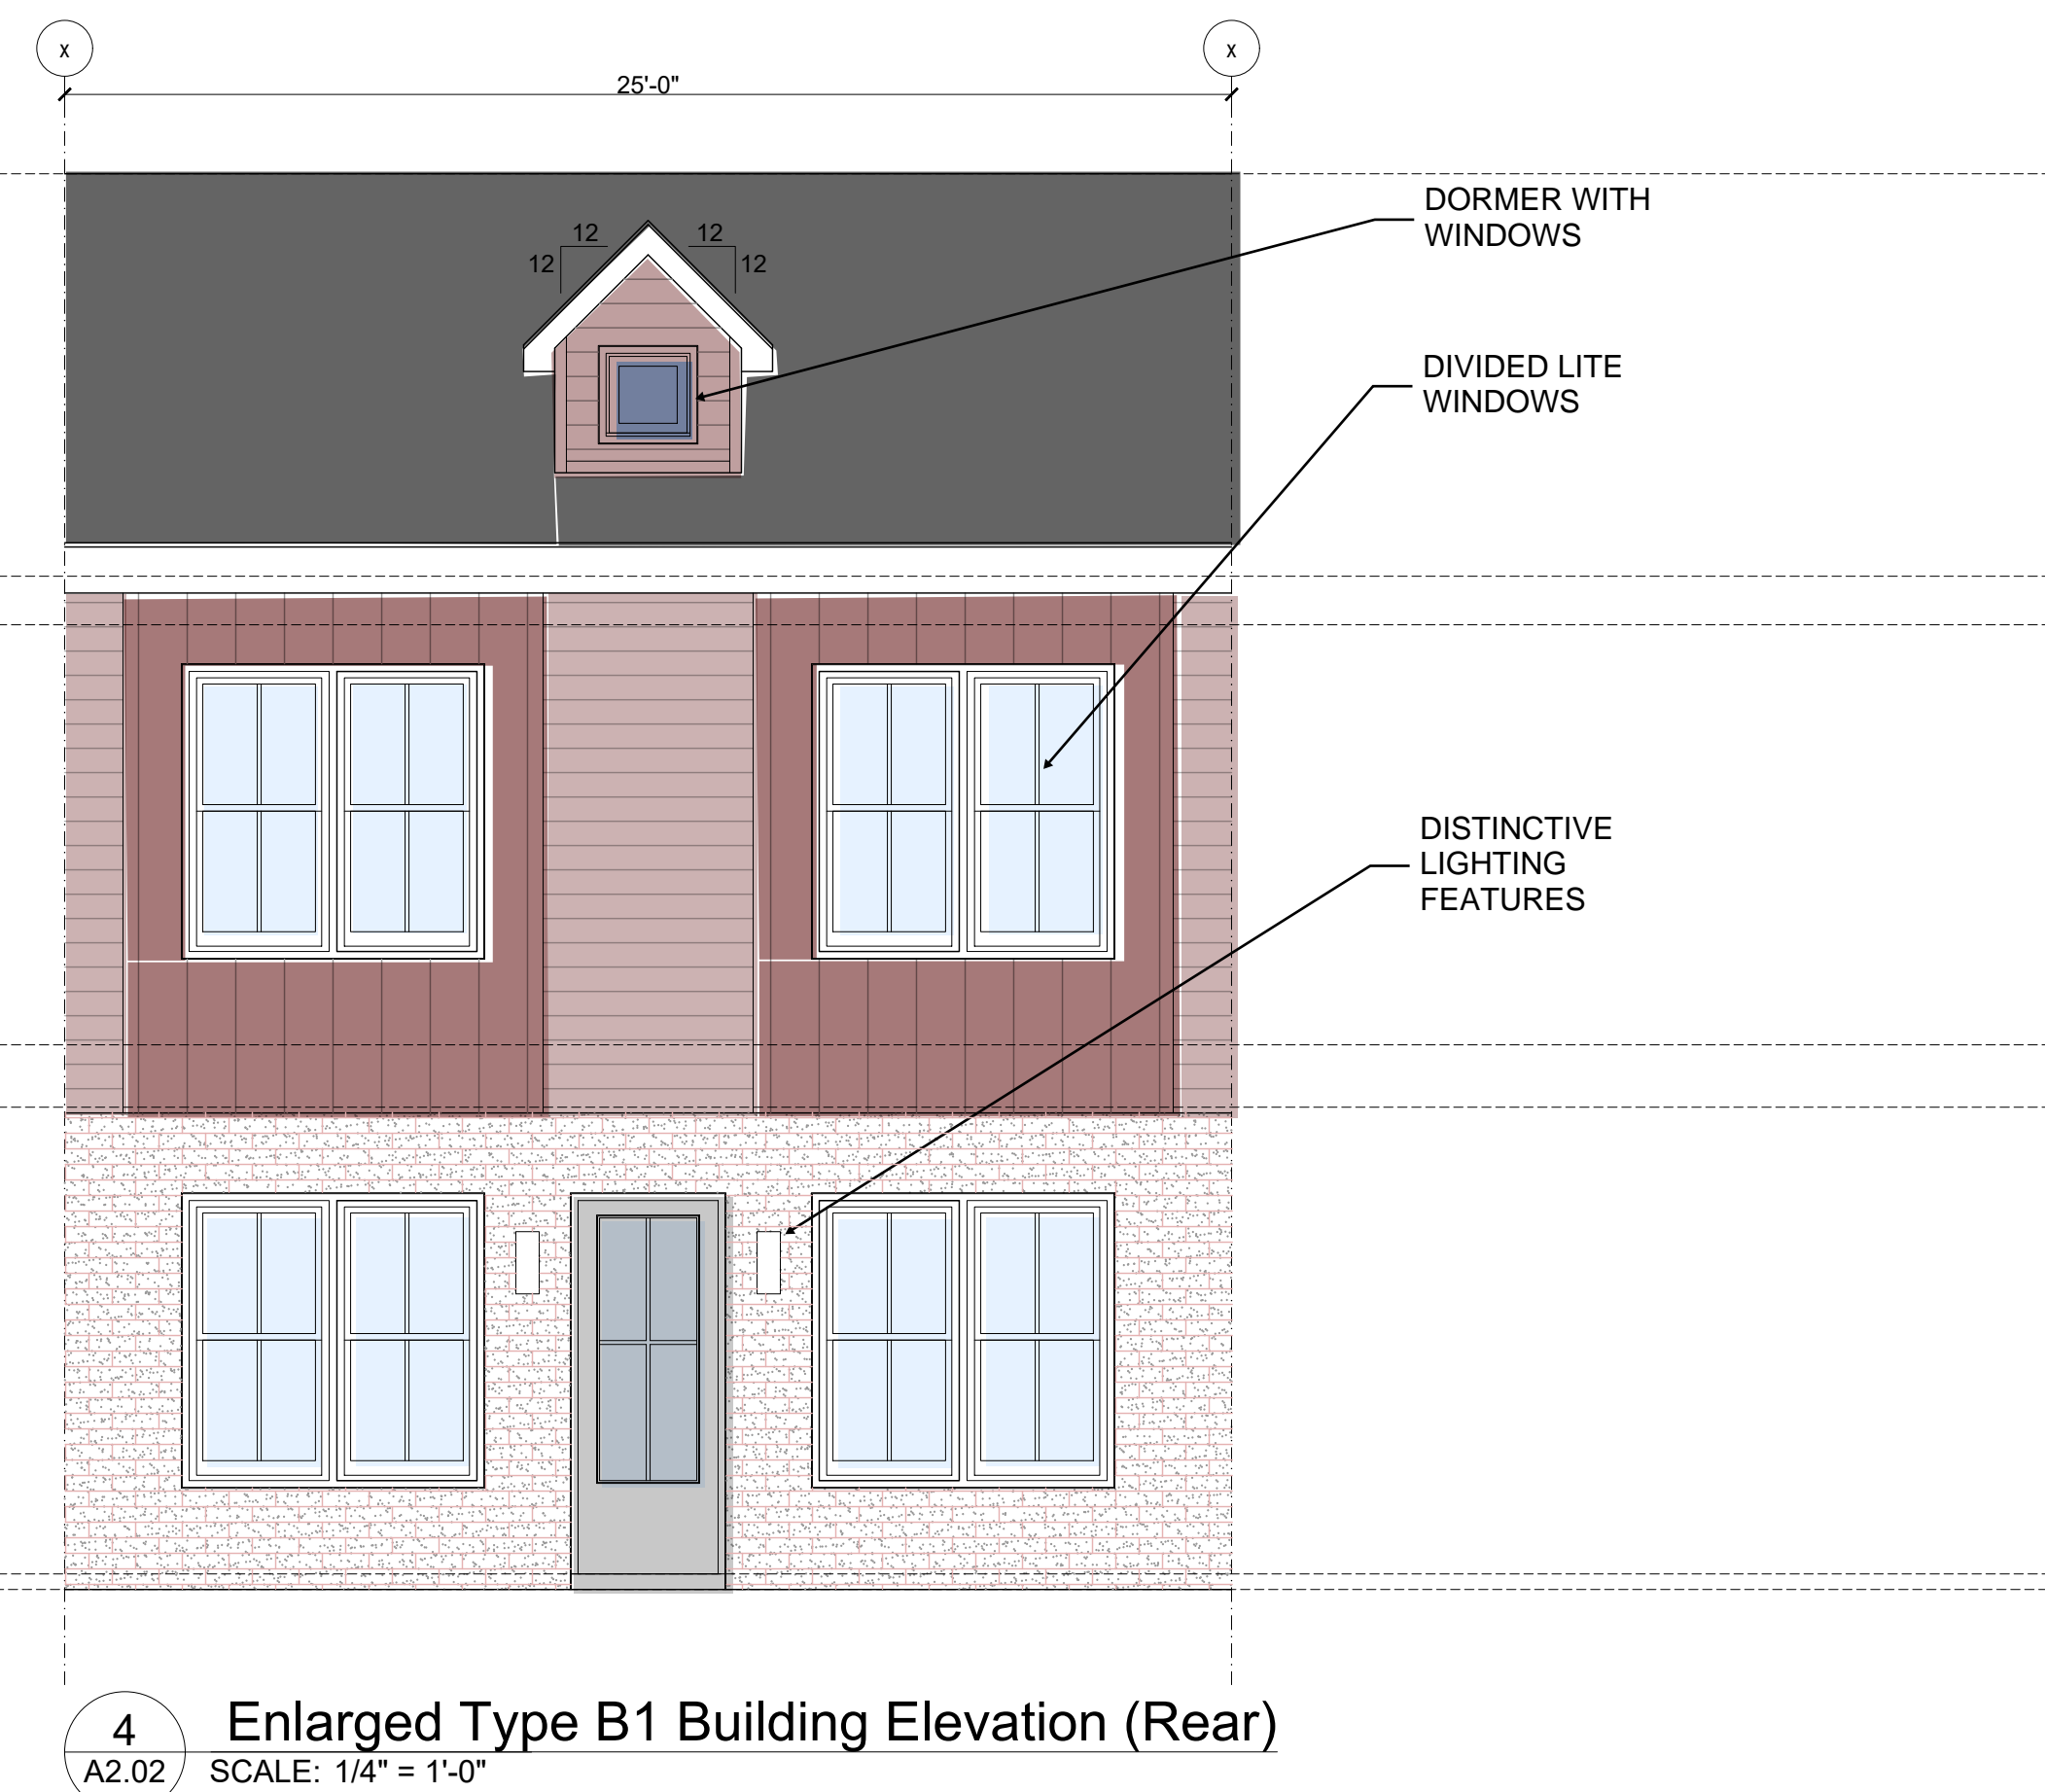 X
X
25'-0"
DORMER WITH
WINDOWS
12
12
12
12
DIVIDED LITE
WINDOWS
DISTINCTIVE
LIGHTING
FEATURES
4
Enlarged Type B1 Building Elevation (Rear)
A2.02
SCALE: 1/4" = 1'-0"